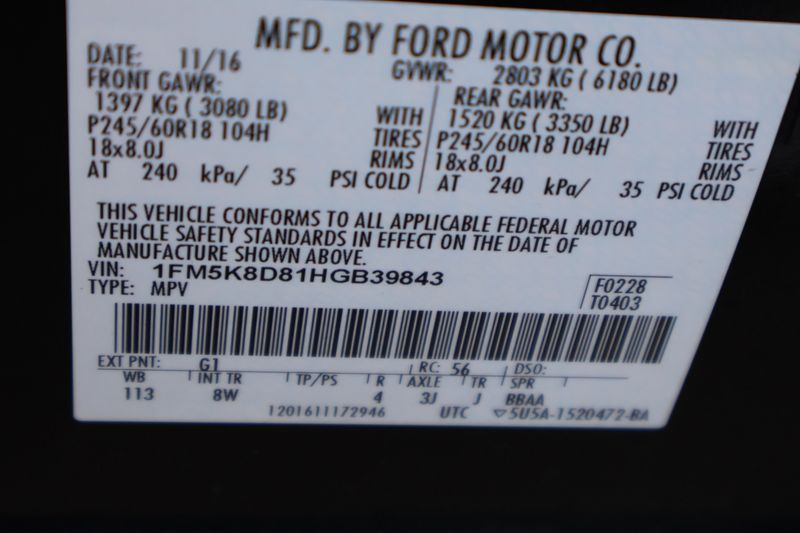 MFD. BY FORD MOTOR CO.
DATE: 11/16 GVWR: 2803 KG ( 6180 LB)
FRONT GAWR: REAR GAWR:
1397 KG ( 3080 LB) WITH 1520 KG ( 3350 LB) WITH
P245/60R18 104H TIRES P245/60R18 104H TIRES
18x8.0J RIMS 18x8.0J RIMS
AT 240 kPa/ 35 PSI COLD AT 240 kPa/ 35 PSI COLD
THIS VEHICLE CONFORMS TO ALL APPLICABLE FEDERAL MOTOR
VEHICLE SAFETY STANDARDS IN EFFECT ON THE DATE OF
MANUFACTURE SHOWN ABOVE.
VIN: 1FM5K8D81HGB39843 F0228
TYPE: MPV T0403
EXT PNT: G1 RC: 56 DSO:
WB INT TR TP/PS R AXLE TR SPR
113 8W 4 3J J BBAA
1201611172946 UTC ▽5U5A-1520472-BA